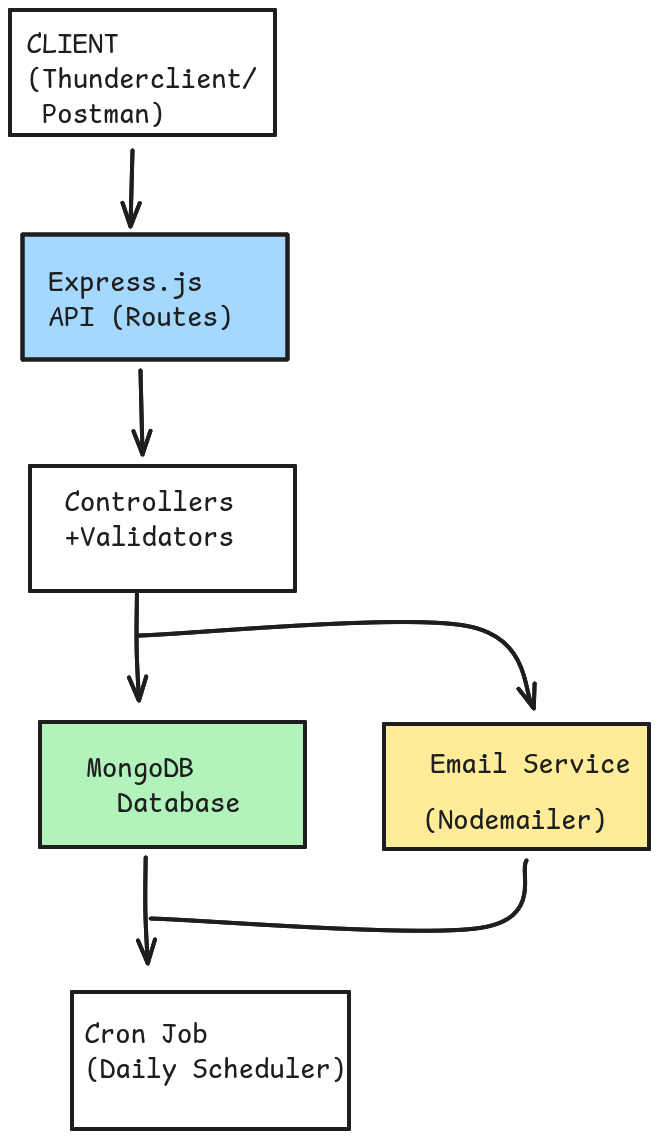 CLIENT
(Thunderclient/
Postman)
Express.js
API (Routes)
Controllers
+Validators
MongoDB
Database
Email Service
(Nodemailer)
Cron Job
(Daily Scheduler)